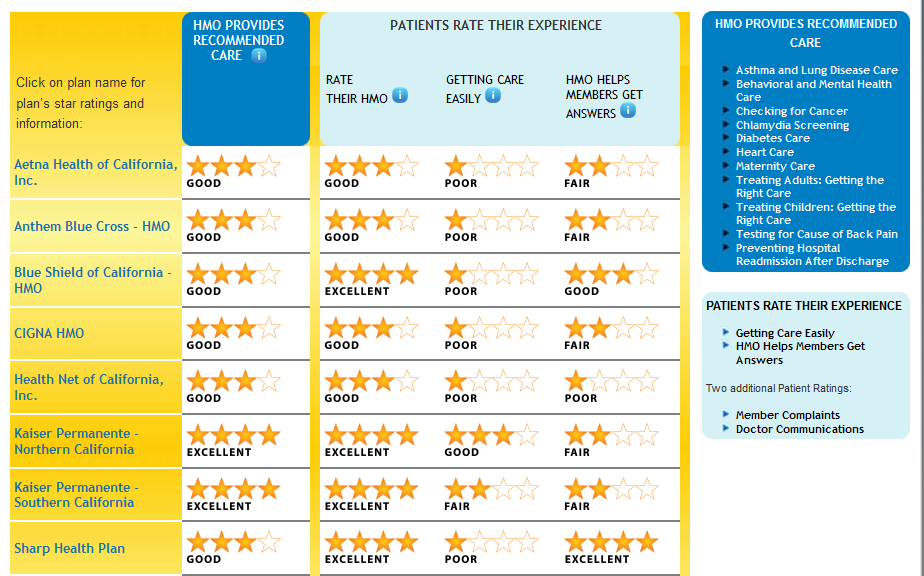 HMO PROVIDES
RECOMMENDED
CARE i
PATIENTS RATE THEIR EXPERIENCE
Click on plan name for
plan's star ratings and
information:
RATE
THEIR HMO i
GETTING CARE
EASILY i
HMO HELPS
MEMBERS GET
ANSWERS i
Aetna Health of California,
Inc.
GOOD GOOD POOR FAIR
Anthem Blue Cross - HMO
GOOD GOOD POOR FAIR
Blue Shield of California -
HMO
GOOD EXCELLENT POOR GOOD
CIGNA HMO
GOOD GOOD POOR FAIR
Health Net of California,
Inc.
GOOD GOOD POOR POOR
Kaiser Permanente -
Northern California
EXCELLENT EXCELLENT GOOD FAIR
Kaiser Permanente -
Southern California
EXCELLENT EXCELLENT FAIR FAIR
Sharp Health Plan
GOOD EXCELLENT POOR EXCELLENT
HMO PROVIDES RECOMMENDED
CARE
Asthma and Lung Disease Care
Behavioral and Mental Health
Care
Checking for Cancer
Chlamydia Screening
Diabetes Care
Heart Care
Maternity Care
Treating Adults: Getting the
Right Care
Treating Children: Getting the
Right Care
Testing for Cause of Back Pain
Preventing Hospital
Readmission After Discharge
PATIENTS RATE THEIR EXPERIENCE
Getting Care Easily
HMO Helps Members Get
Answers
Two additional Patient Ratings:
Member Complaints
Doctor Communications